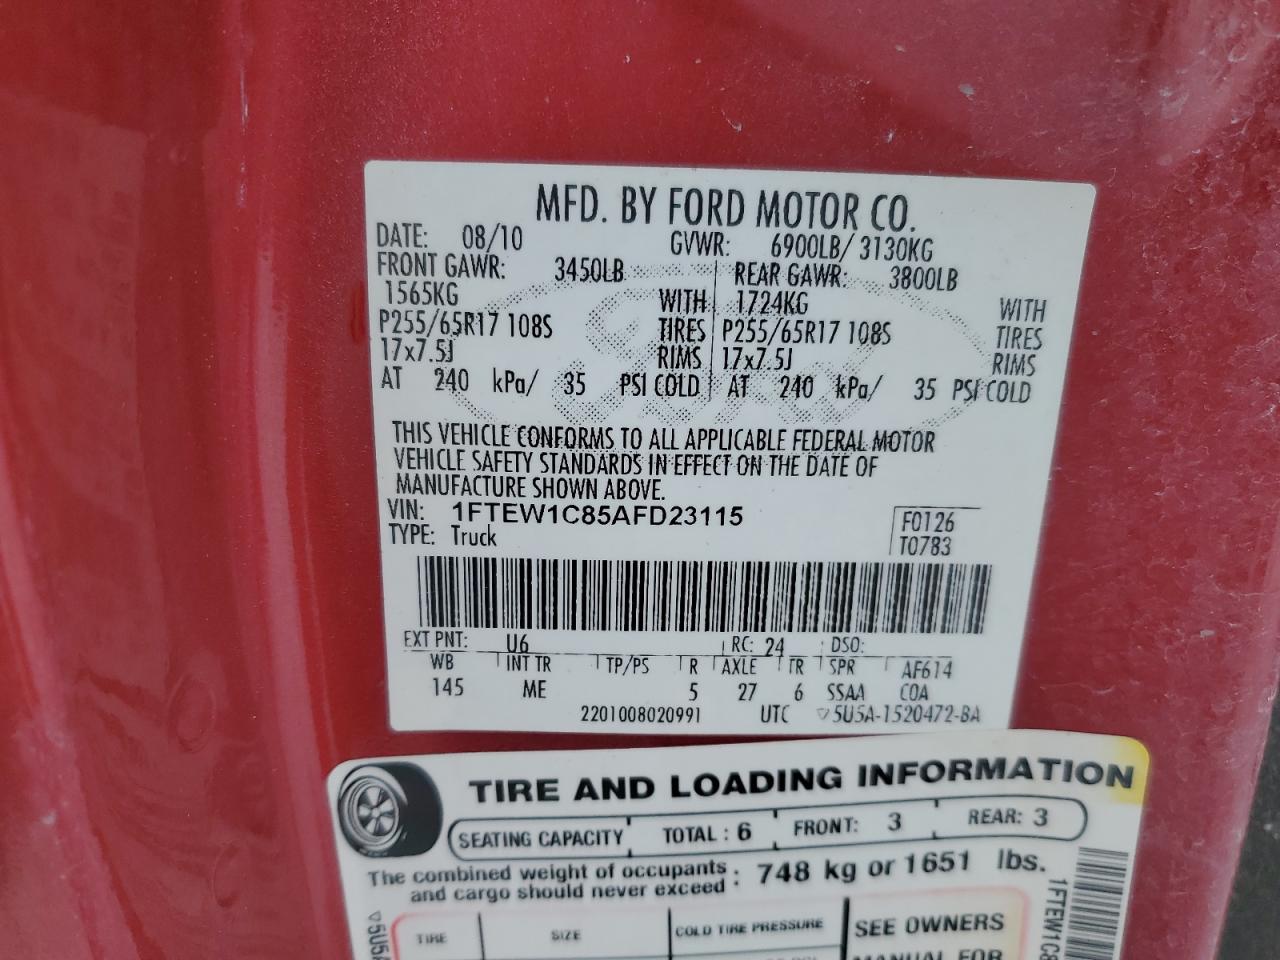 MFD. BY FORD MOTOR CO.
DATE: 08/10 GVWR: 6900LB/ 3130KG
FRONT GAWR: 3450LB REAR GAWR: 3800LB
1565KG WITH 1724KG WITH
P255/65R17 108S TIRES P255/65R17 108S TIRES
17x7.5J RIMS 17x7.5J RIMS
AT 240 kPa/ 35 PSI COLD AT 240 kPa/ 35 PSI COLD
THIS VEHICLE CONFORMS TO ALL APPLICABLE FEDERAL MOTOR
VEHICLE SAFETY STANDARDS IN EFFECT ON THE DATE OF
MANUFACTURE SHOWN ABOVE.
VIN: 1FTEW1C85AFD23115 F0126
TYPE: Truck T0783
EXT PNT: U6 RC: 24 DSO:
WB INT TR TP/PS R AXLE TR SPR AF614
145 ME 5 27 6 SSAA COA
2201008020991 UTC ▽5U5A-1520472-BA
TIRE AND LOADING INFORMATION
SEATING CAPACITY TOTAL : 6 FRONT: 3 REAR: 3
The combined weight of occupants
and cargo should never exceed : 748 kg or 1651 lbs.
TIRE SIZE COLD TIRE PRESSURE SEE OWNERS
MANUAL FOR
▽5U5A
1FTEW1C8